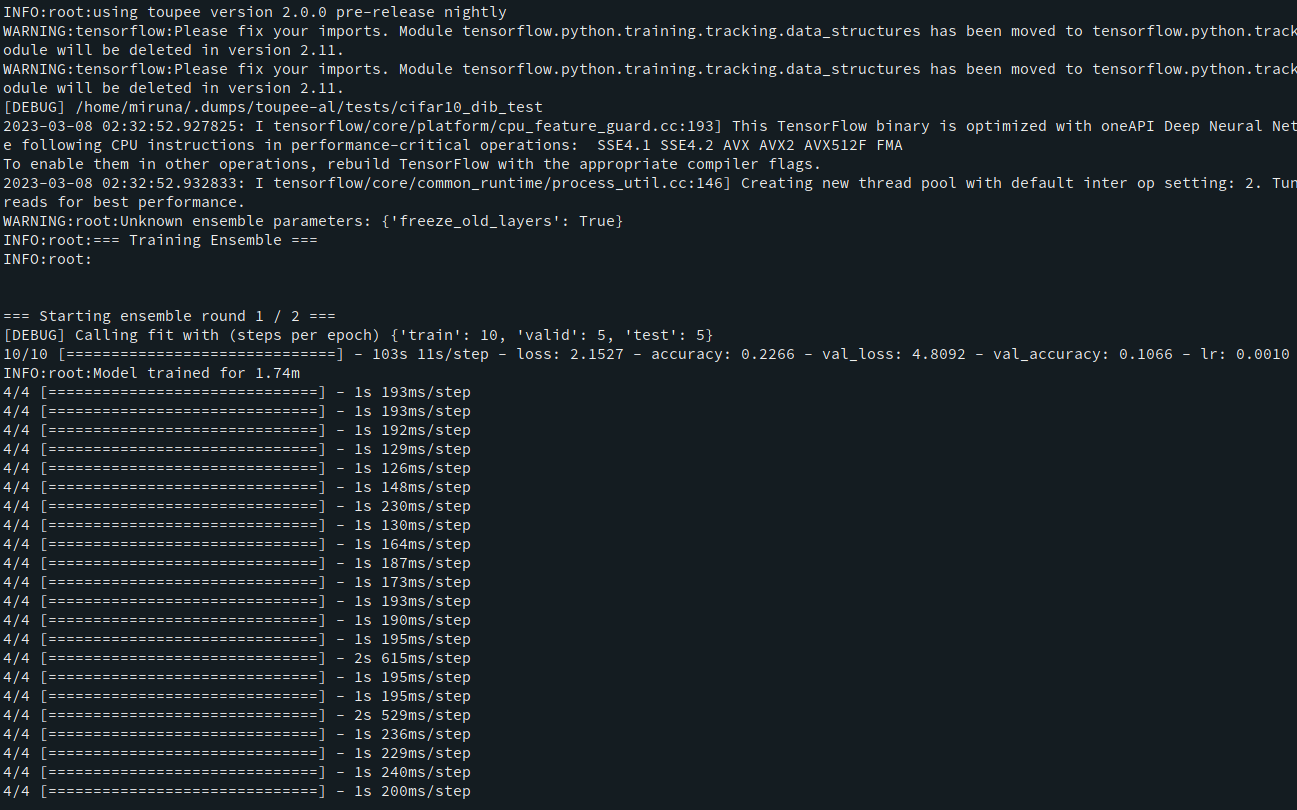 INFO:root:using toupee version 2.0.0 pre-release nightly
WARNING:tensorflow:Please fix your imports. Module tensorflow.python.training.tracking.data_structures has been moved to tensorflow.python.track
odule will be deleted in version 2.11.
WARNING:tensorflow:Please fix your imports. Module tensorflow.python.training.tracking.data_structures has been moved to tensorflow.python.track
odule will be deleted in version 2.11.
[DEBUG] /home/miruna/.dumps/toupee-al/tests/cifar10_dib_test
2023-03-08 02:32:52.927825: I tensorflow/core/platform/cpu_feature_guard.cc:193] This TensorFlow binary is optimized with oneAPI Deep Neural Net
e following CPU instructions in performance-critical operations:  SSE4.1 SSE4.2 AVX AVX2 AVX512F FMA
To enable them in other operations, rebuild TensorFlow with the appropriate compiler flags.
2023-03-08 02:32:52.932833: I tensorflow/core/common_runtime/process_util.cc:146] Creating new thread pool with default inter op setting: 2. Tun
reads for best performance.
WARNING:root:Unknown ensemble parameters: {'freeze_old_layers': True}
INFO:root:=== Training Ensemble ===
INFO:root:
=== Starting ensemble round 1 / 2 ===
[DEBUG] Calling fit with (steps per epoch) {'train': 10, 'valid': 5, 'test': 5}
10/10 [==============================] - 103s 11s/step - loss: 2.1527 - accuracy: 0.2266 - val_loss: 4.8092 - val_accuracy: 0.1066 - lr: 0.0010
INFO:root:Model trained for 1.74m
4/4 [==============================] - 1s 193ms/step
4/4 [==============================] - 1s 193ms/step
4/4 [==============================] - 1s 192ms/step
4/4 [==============================] - 1s 129ms/step
4/4 [==============================] - 1s 126ms/step
4/4 [==============================] - 1s 148ms/step
4/4 [==============================] - 1s 230ms/step
4/4 [==============================] - 1s 130ms/step
4/4 [==============================] - 1s 164ms/step
4/4 [==============================] - 1s 187ms/step
4/4 [==============================] - 1s 173ms/step
4/4 [==============================] - 1s 193ms/step
4/4 [==============================] - 1s 190ms/step
4/4 [==============================] - 1s 195ms/step
4/4 [==============================] - 2s 615ms/step
4/4 [==============================] - 1s 195ms/step
4/4 [==============================] - 1s 195ms/step
4/4 [==============================] - 2s 529ms/step
4/4 [==============================] - 1s 236ms/step
4/4 [==============================] - 1s 229ms/step
4/4 [==============================] - 1s 240ms/step
4/4 [==============================] - 1s 200ms/step